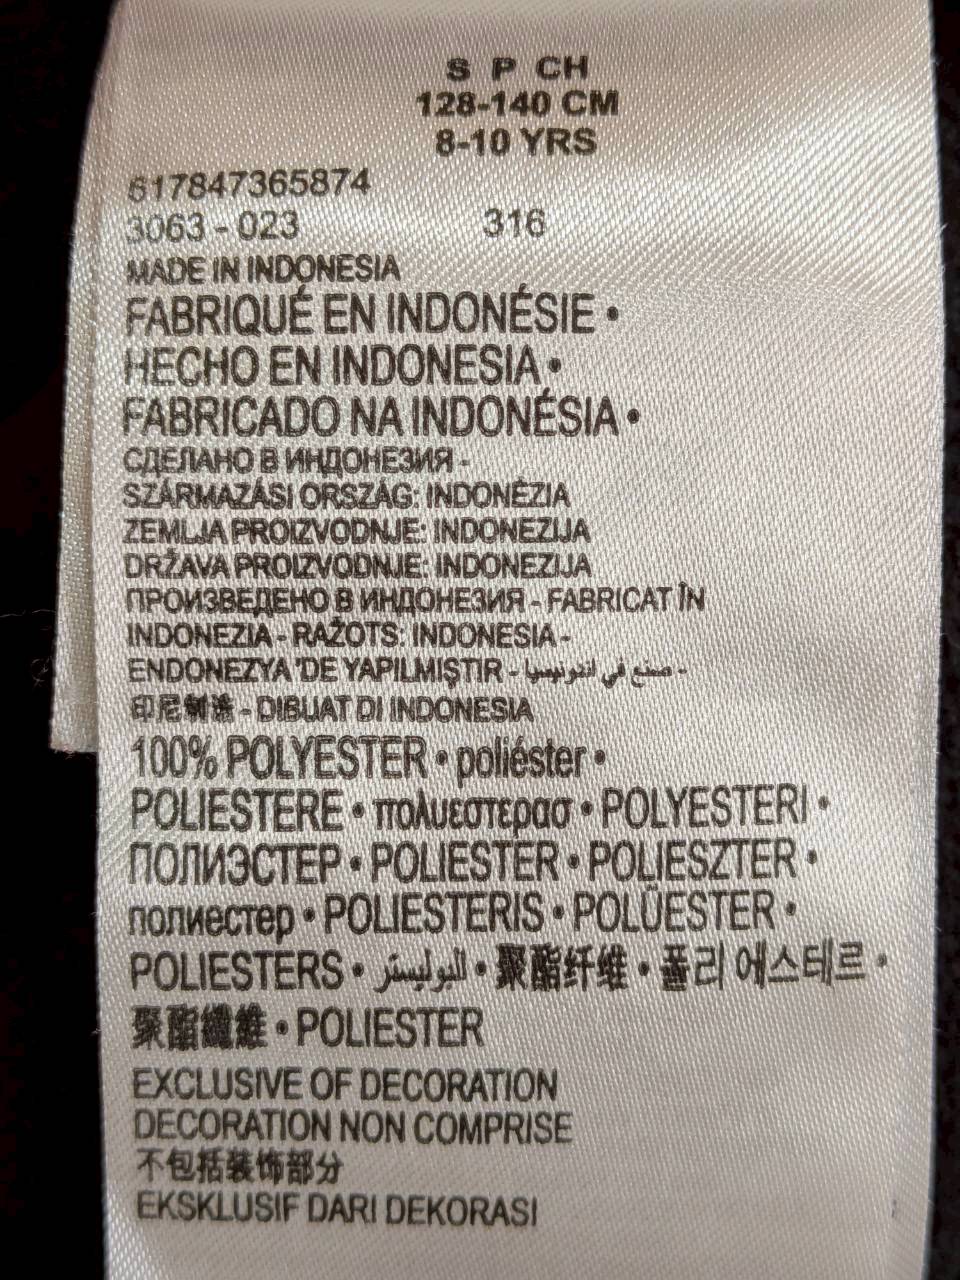 S P CH
128-140 CM
8-10 YRS
617847365874
3063 - 023 316
MADE IN INDONESIA
FABRIQUÉ EN INDONÉSIE •
HECHO EN INDONESIA •
FABRICADO NA INDONÉSIA •
СДЕЛАНО В ИНДОНЕЗИЯ -
SZÁRMAZÁSI ORSZÁG: INDONÉZIA
ZEMLJA PROIZVODNJE: INDONEZIJA
DRŽAVA PROIZVODNJE: INDONEZIJA
ПРОИЗВЕДЕНО В ИНДОНЕЗИЯ - FABRICAT ÎN
INDONEZIA - RAŽOTS: INDONESIA -
ENDONEZYA 'DE YAPILMIŞTIR - صنع في اندونيسيا -
印尼制造 - DIBUAT DI INDONESIA
100% POLYESTER • poliéster •
POLIESTERE • πολυεστερασ • POLYESTERI •
ПОЛИЭСТЕР • POLIESTER • POLIESZTER •
полиестер • POLIESTERIS • POLÜESTER •
POLIESTERS • البوليستر • 聚酯纤维 • 폴리 에스테르 •
聚酯纖維 • POLIESTER
EXCLUSIVE OF DECORATION
DECORATION NON COMPRISE
不包括装饰部分
EKSKLUSIF DARI DEKORASI